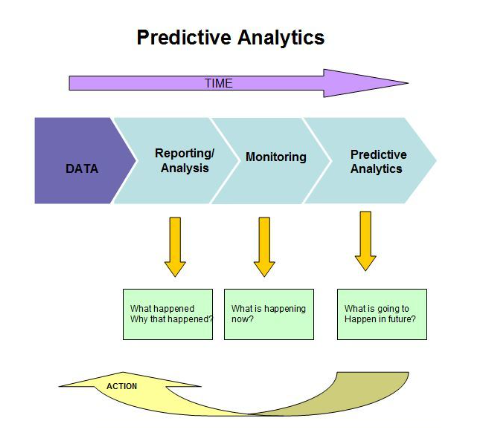 Predictive Analytics
TIME
DATA
Reporting/
Analysis
Monitoring
Predictive
Analytics
What happened
Why that happened?
What is happening
now?
What is going to
Happen in future?
ACTION